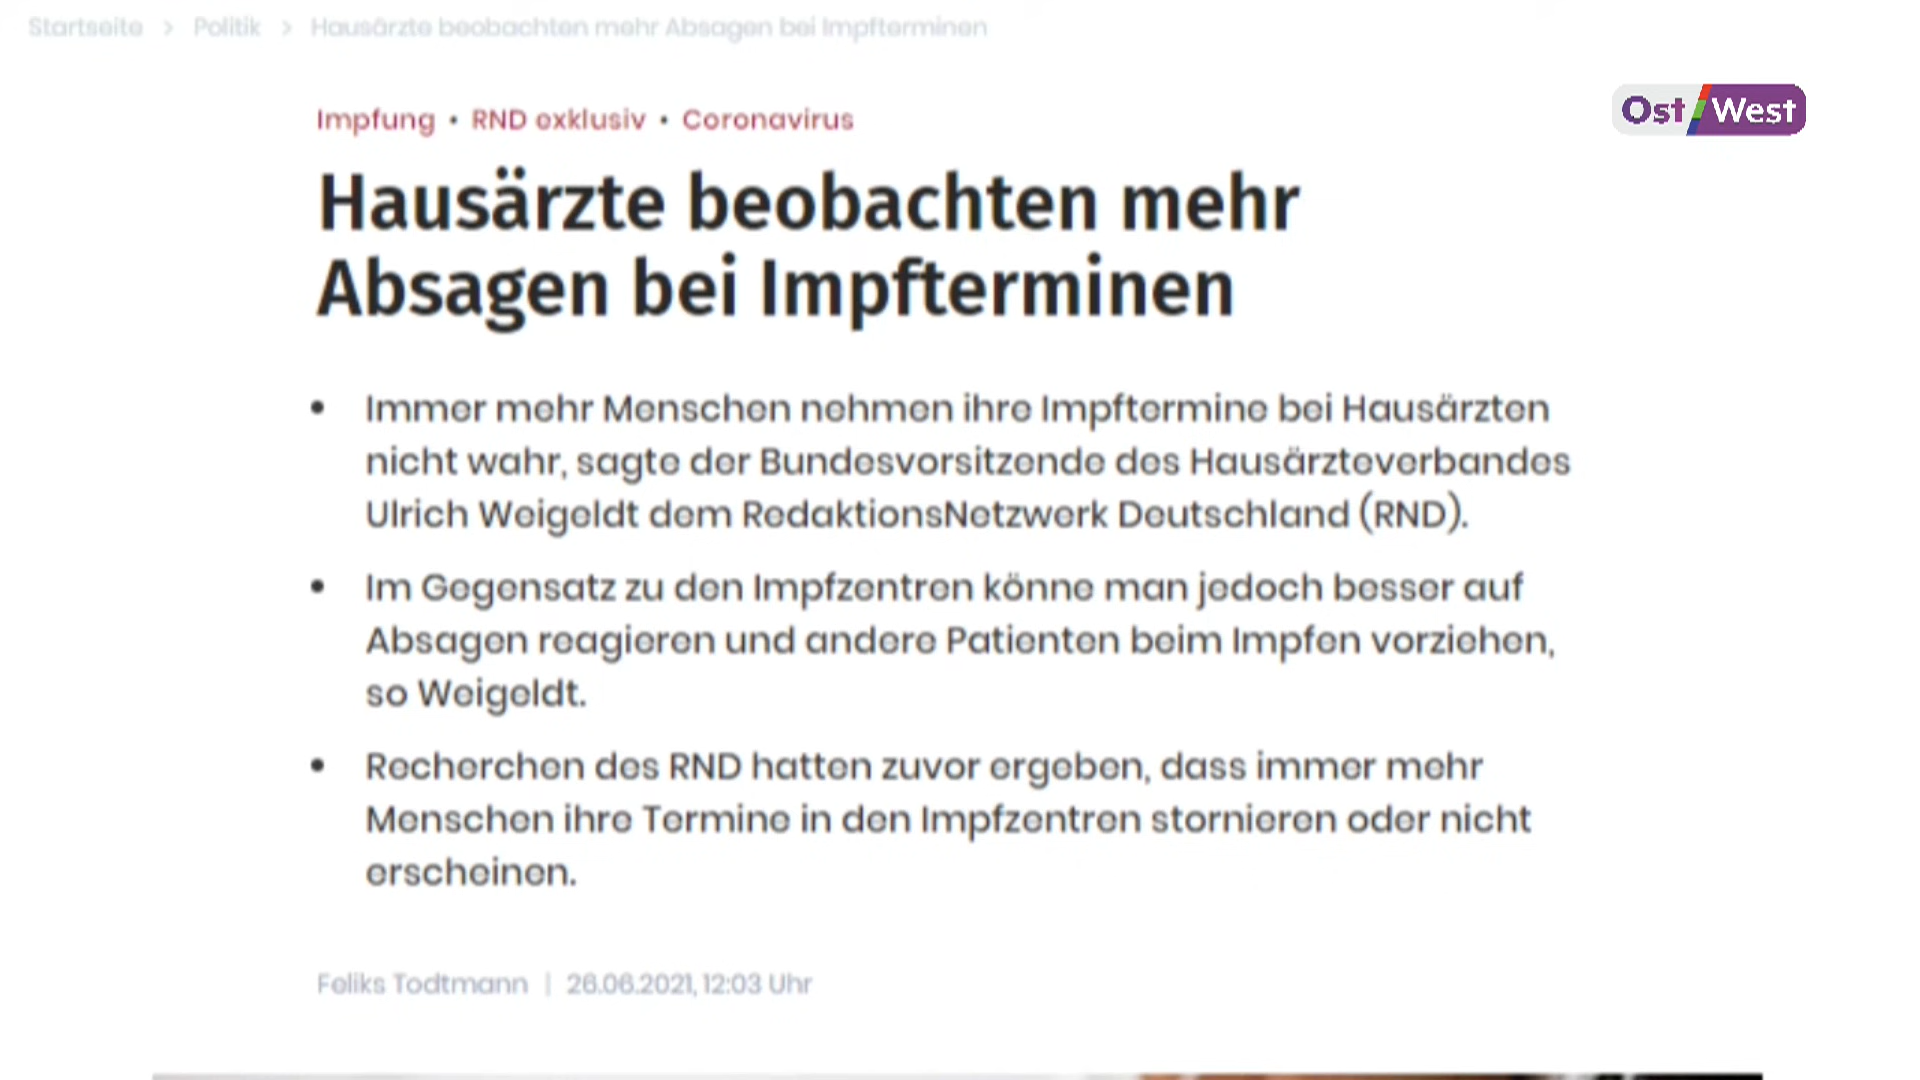 Startseite > Politik > Hausärzte beobachten mehr Absagen bei Impfterminen
Ost/West
Impfung • RND exklusiv • Coronavirus
Hausärzte beobachten mehr
Absagen bei Impfterminen
• Immer mehr Menschen nehmen ihre Impftermine bei Hausärzten
nicht wahr, sagte der Bundesvorsitzende des Hausärzteverbandes
Ulrich Weigeldt dem RedaktionsNetzwerk Deutschland (RND).
• Im Gegensatz zu den Impfzentren könne man jedoch besser auf
Absagen reagieren und andere Patienten beim Impfen vorziehen,
so Weigeldt.
• Recherchen des RND hatten zuvor ergeben, dass immer mehr
Menschen ihre Termine in den Impfzentren stornieren oder nicht
erscheinen.
Feliks Todtmann | 26.06.2021, 12:03 Uhr